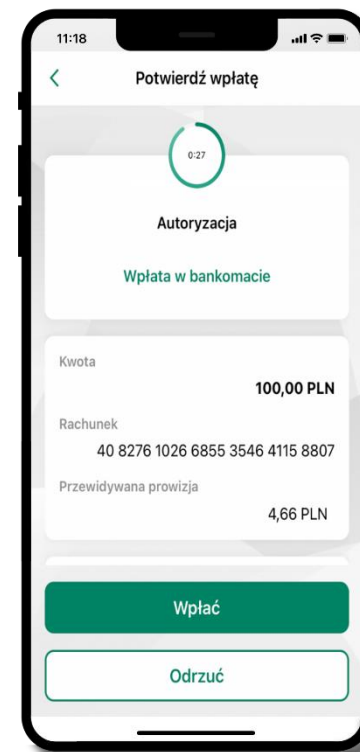 11:18
Potwierdź wpłatę
0:27
Autoryzacja
Wpłata w bankomacie
Kwota
100,00 PLN
Rachunek
40 8276 1026 6855 3546 4115 8807
Przewidywana prowizja
4,66 PLN
Wpłać
Odrzuć